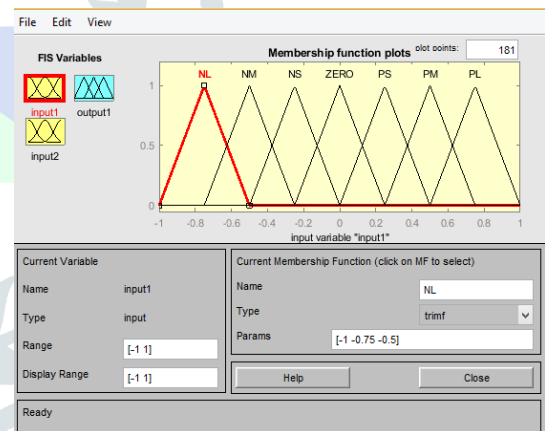 File Edit View
FIS Variables
input1
output1
input2
Membership function plots
plot points:
181
NL NM NS ZERO PS PM PL
1
0.5
0
-1 -0.8 -0.6 -0.4 -0.2 0 0.2 0.4 0.6 0.8 1
input variable "input1"
Current Variable
Name input1
Type input
Range [-1 1]
Display Range [-1 1]
Current Membership Function (click on MF to select)
Name NL
Type trimf
Params [-1 -0.75 -0.5]
Help Close
Ready